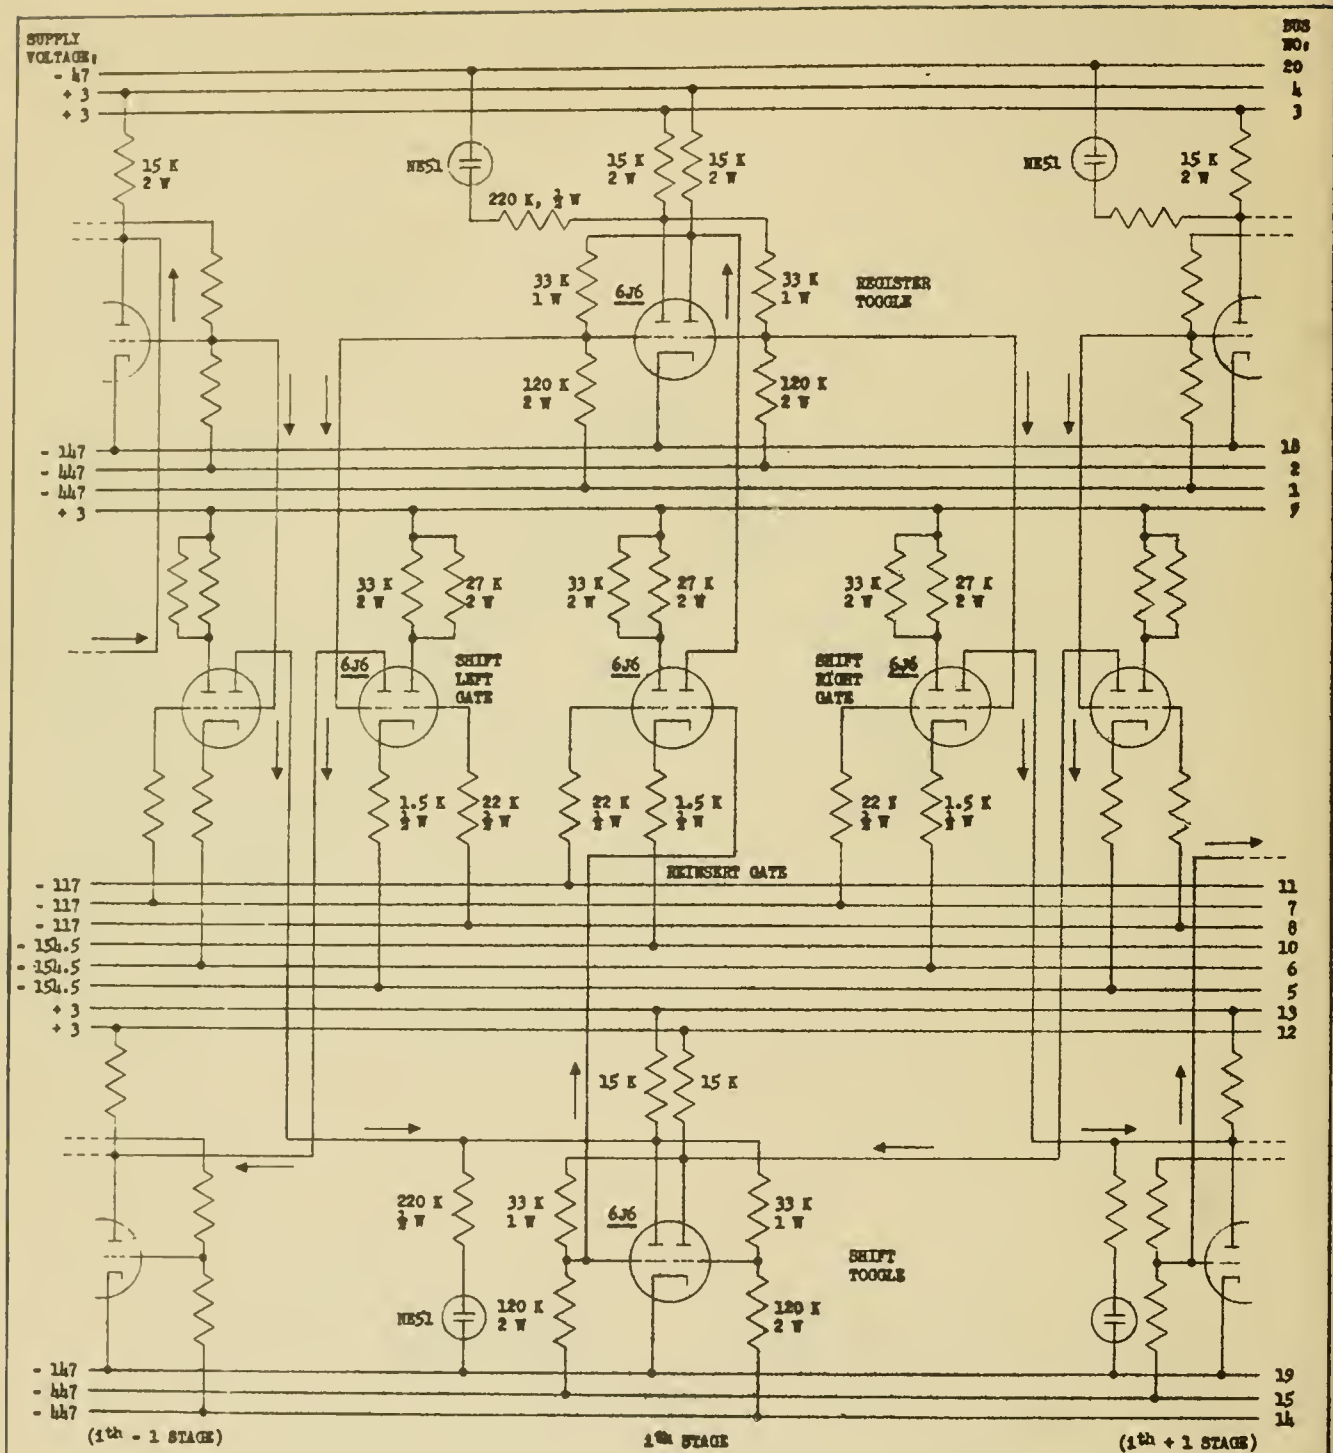 SUPPLY
VOLTAGE:
BUS
NO:
- 47
20
+ 3
4
+ 3
3
15 K
2 W
NE51
15 K
2 W
15 K
2 W
NE51
15 K
2 W
220 K, ½ W
33 K
1 W
6J6
33 K
1 W
REGISTER
TOGGLE
120 K
2 W
120 K
2 W
- 147
18
- 447
2
- 447
1
+ 3
33 K
2 W
27 K
2 W
33 K
2 W
27 K
2 W
33 K
2 W
27 K
2 W
6J6
SHIFT
LEFT
GATE
6J6
SHIFT
RIGHT
GATE
6J6
1.5 K
½ W
22 K
½ W
22 K
½ W
1.5 K
½ W
22 K
½ W
1.5 K
½ W
REINSERT GATE
- 117
11
- 117
7
- 117
8
- 154.5
10
- 154.5
6
- 154.5
5
+ 3
13
+ 3
12
15 K
15 K
220 K
½ W
33 K
1 W
6J6
33 K
1 W
SHIFT
TOGGLE
NE51
120 K
2 W
120 K
2 W
- 147
19
- 447
15
- 447
14
(ith - 1 STAGE)
ith STAGE
(ith + 1 STAGE)